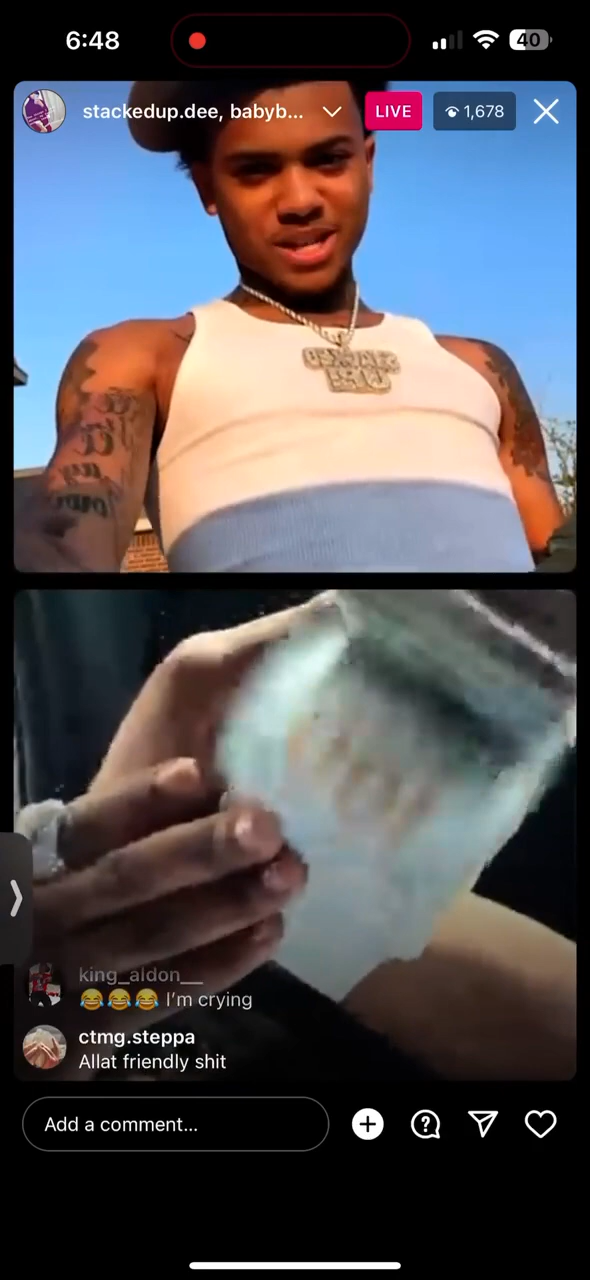 6:48
40
stackedup.dee, babyb...
LIVE
1,678
king_aldon__
😂😂😂 I'm crying
ctmg.steppa
Allat friendly shit
Add a comment...